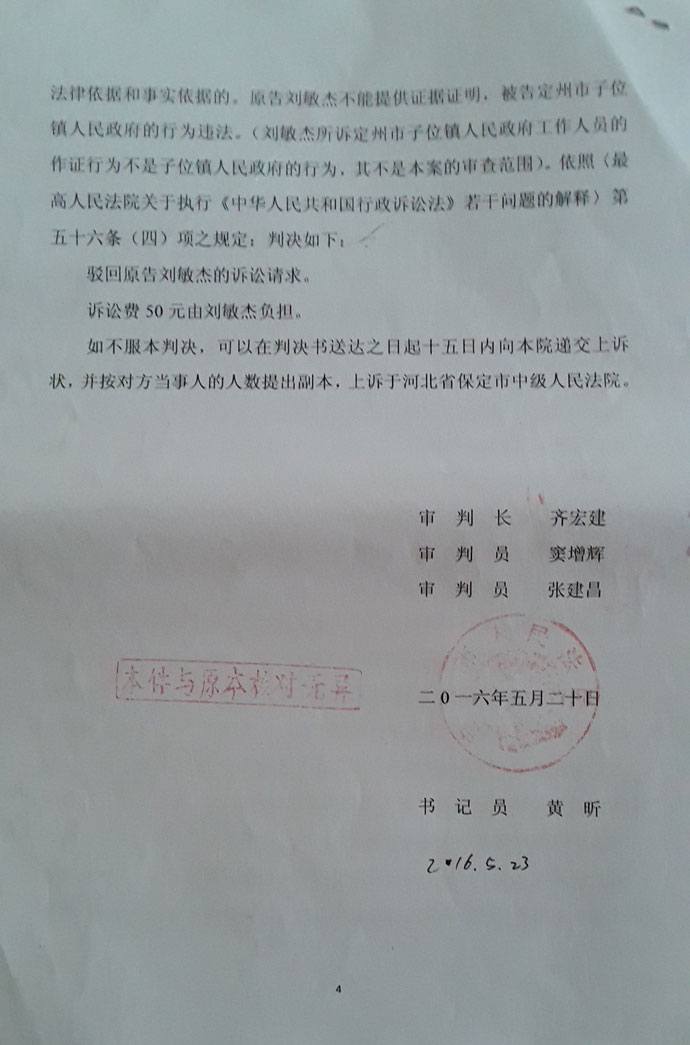 法律依据和事实依据的。原告刘敏杰不能提供证据证明，被告定州市子位
镇人民政府的行为违法。（刘敏杰所诉定州市子位镇人民政府工作人员的
作证行为不是子位镇人民政府的行为，其不是本案的审查范围）。依照（最
高人民法院关于执行《中华人民共和国行政诉讼法》若干问题的解释）第
五十六条（四）项之规定；判决如下：
驳回原告刘敏杰的诉讼请求。
诉讼费50元由刘敏杰负担。
如不服本判决，可以在判决书送达之日起十五日内向本院递交上诉
状，并按对方当事人的人数提出副本，上诉于河北省保定市中级人民法院。
审 判 长 齐宏建
审 判 员 窦增辉
审 判 员 张建昌
本件与原本核对无异
二0一六年五月二十日
书 记 员 黄 昕
2016.5.23
4